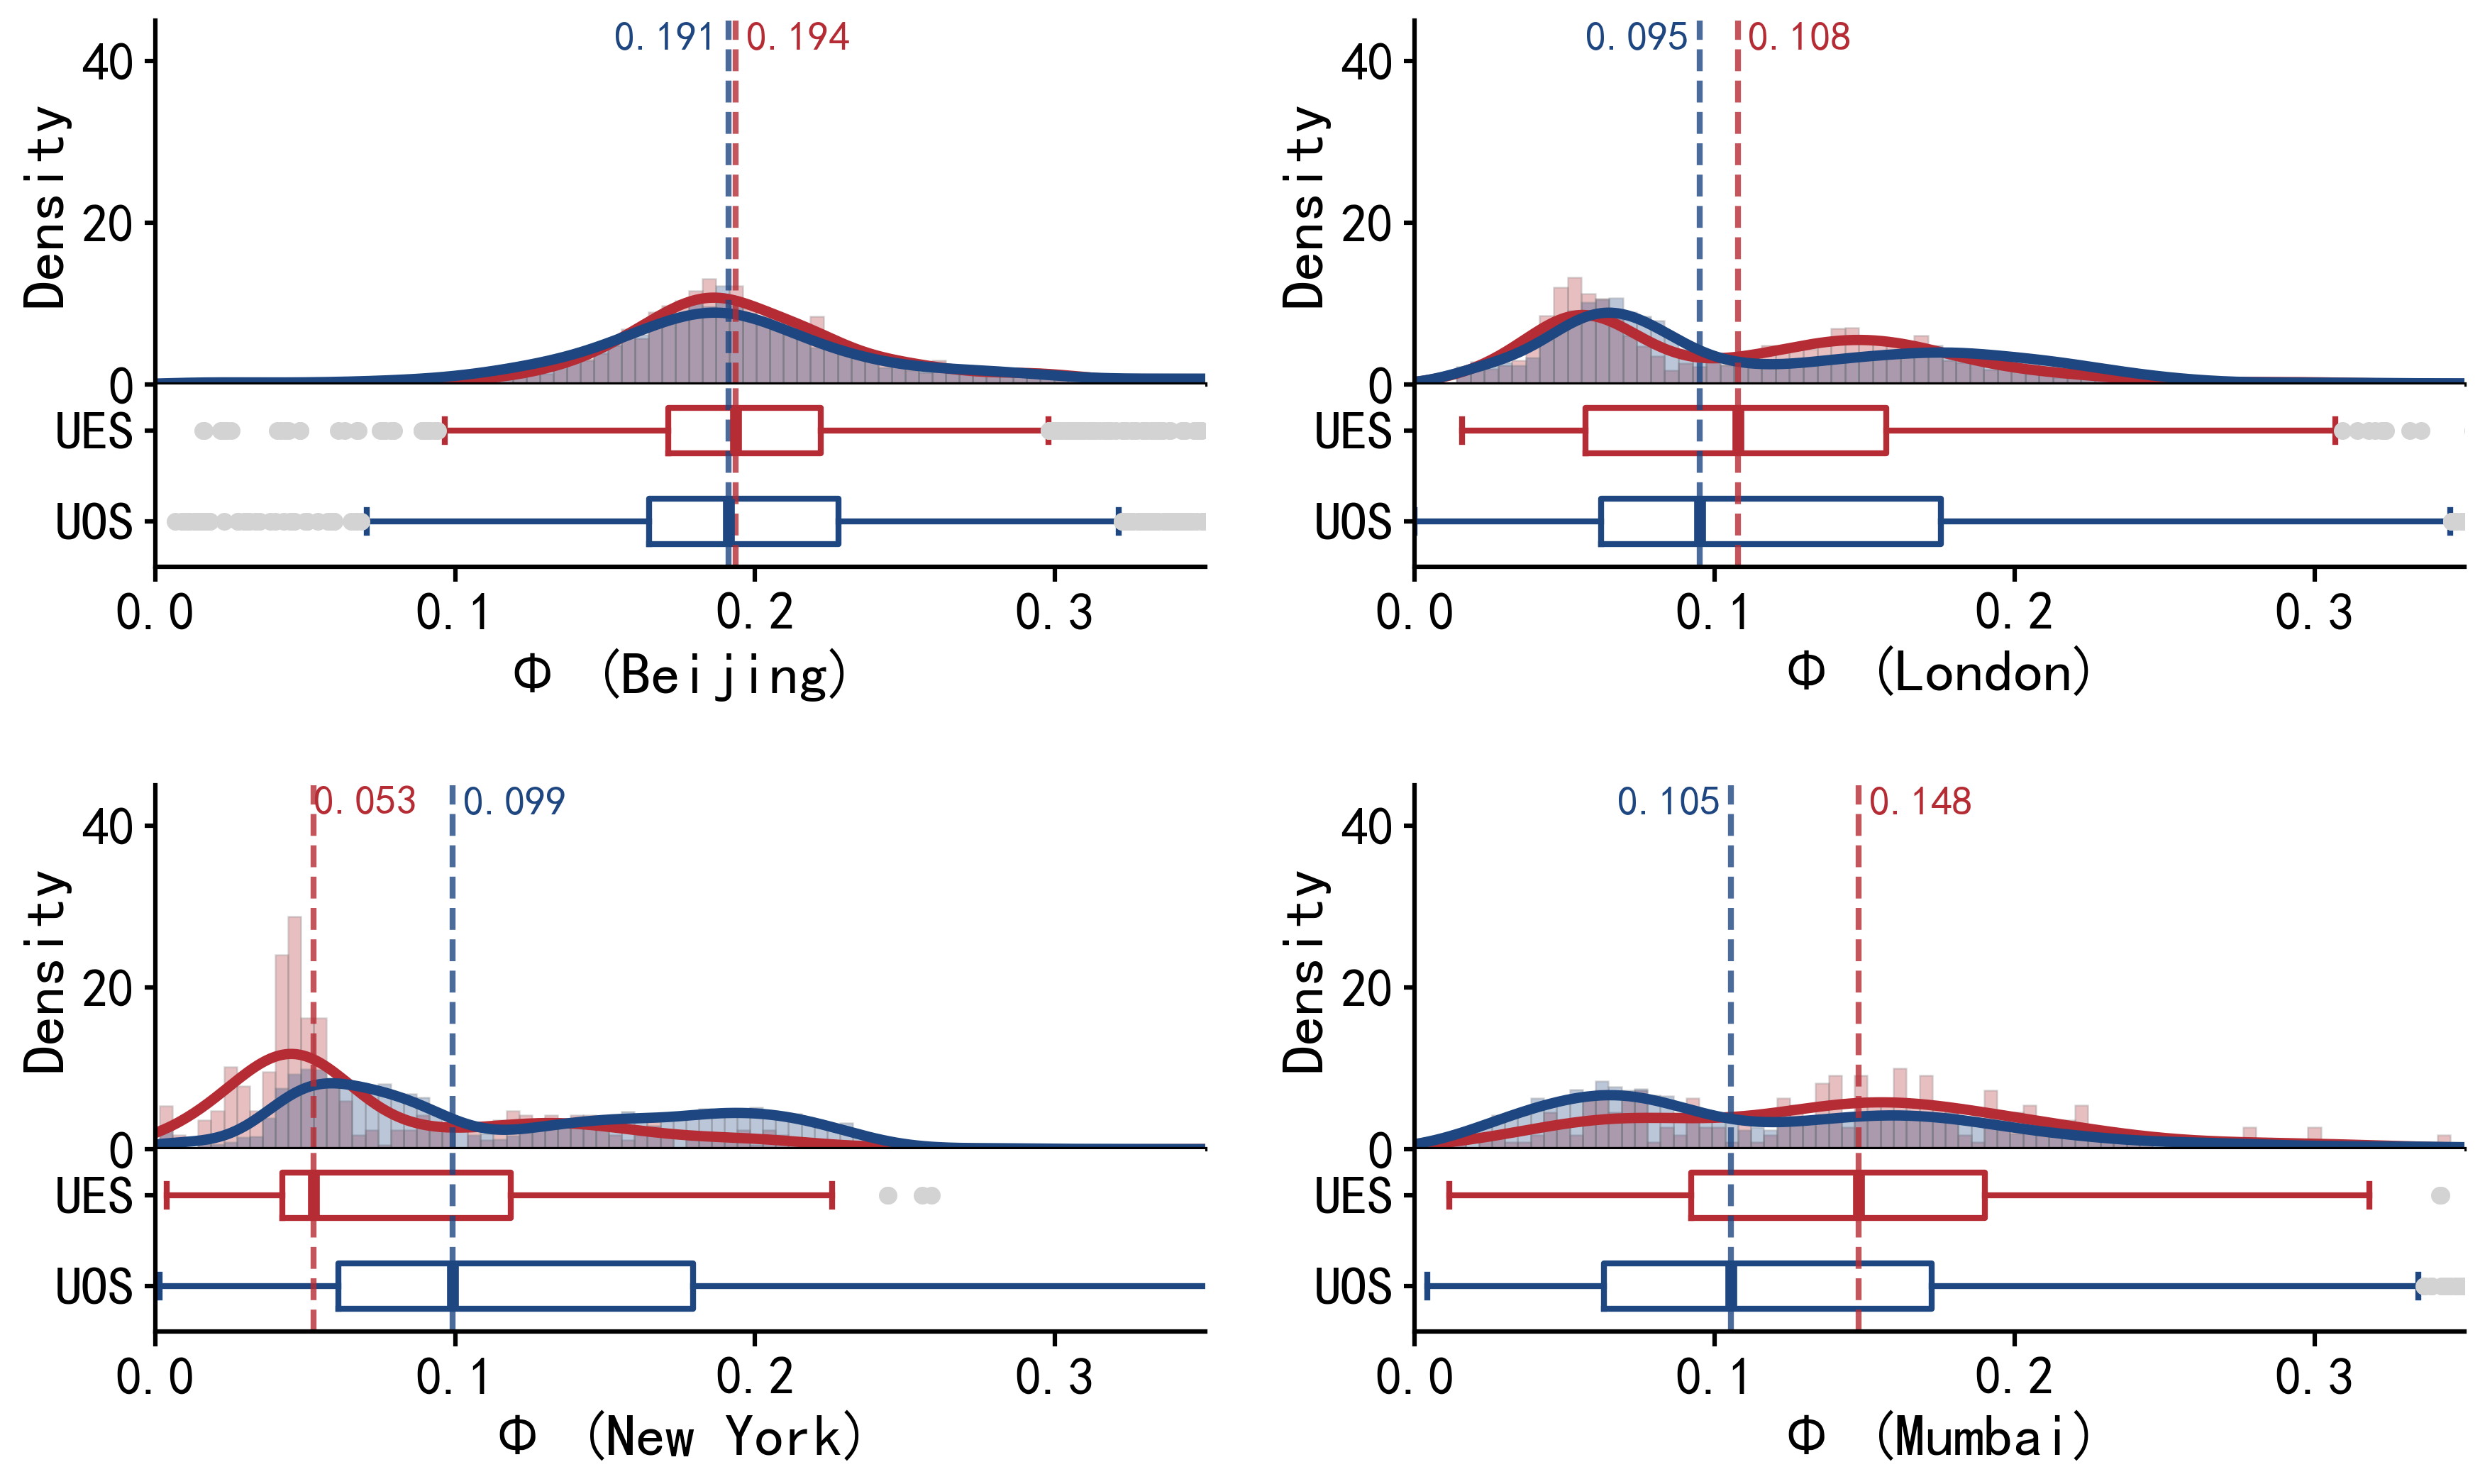 0.191 0.194
40
Density
20
0
UES
UOS
0.0 0.1 0.2 0.3
Φ (Beijing)
0.095 0.108
40
Density
20
0
UES
UOS
0.0 0.1 0.2 0.3
Φ (London)
0.053 0.099
40
Density
20
0
UES
UOS
0.0 0.1 0.2 0.3
Φ (New York)
0.105 0.148
40
Density
20
0
UES
UOS
0.0 0.1 0.2 0.3
Φ (Mumbai)